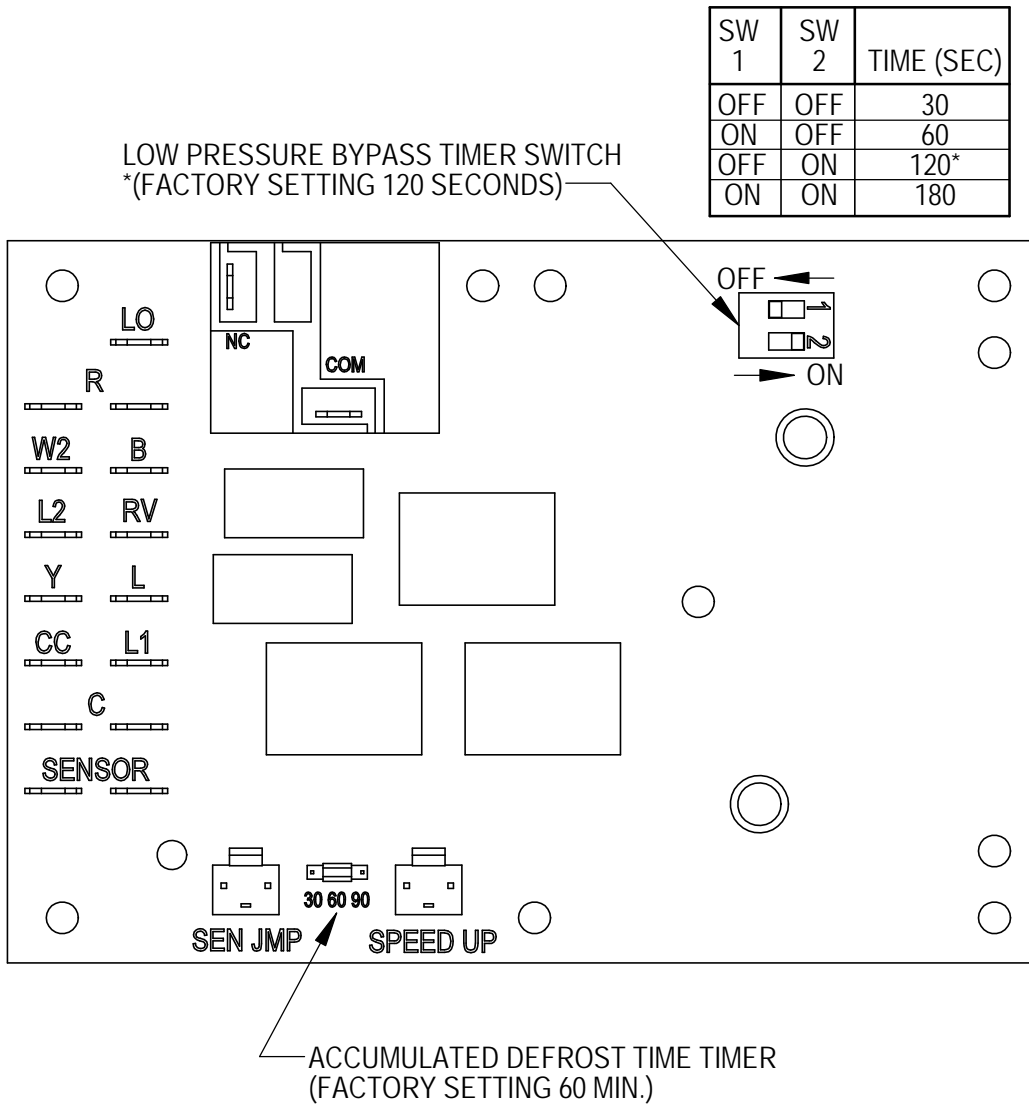 SW 1 SW 2 TIME (SEC)
OFF OFF 30
ON OFF 60
OFF ON 120*
ON ON 180
LOW PRESSURE BYPASS TIMER SWITCH
*(FACTORY SETTING 120 SECONDS)
OFF
1
2
ON
NC
COM
LO
R
W2 B
L2 RV
Y L
CC L1
C
SENSOR
30 60 90
SEN JMP SPEED UP
ACCUMULATED DEFROST TIME TIMER
(FACTORY SETTING 60 MIN.)